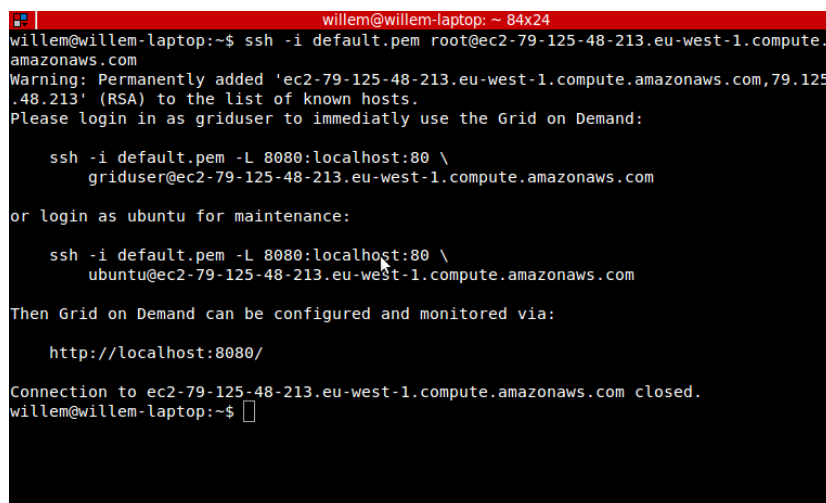 willem@willem-laptop: ~ 84x24
willem@willem-laptop:~$ ssh -i default.pem root@ec2-79-125-48-213.eu-west-1.compute.
amazonaws.com
Warning: Permanently added 'ec2-79-125-48-213.eu-west-1.compute.amazonaws.com,79.125
.48.213' (RSA) to the list of known hosts.
Please login in as griduser to immediatly use the Grid on Demand:
    ssh -i default.pem -L 8080:localhost:80 \
        griduser@ec2-79-125-48-213.eu-west-1.compute.amazonaws.com
or login as ubuntu for maintenance:
    ssh -i default.pem -L 8080:localhost:80 \
        ubuntu@ec2-79-125-48-213.eu-west-1.compute.amazonaws.com
Then Grid on Demand can be configured and monitored via:
    http://localhost:8080/
Connection to ec2-79-125-48-213.eu-west-1.compute.amazonaws.com closed.
willem@willem-laptop:~$